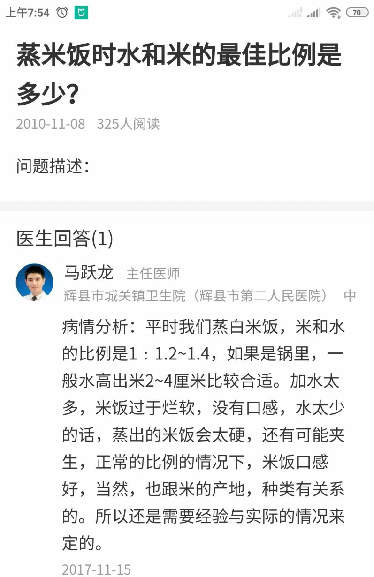 上午7:54
70
蒸米饭时水和米的最佳比例是
多少？
2010-11-08 325人阅读
问题描述：
医生回答(1)
马跃龙 主任医师
辉县市城关镇卫生院（辉县市第二人民医院） 中
病情分析：平时我们蒸白米饭，米和水
的比例是1：1.2~1.4，如果是锅里，一
般水高出米2~4厘米比较合适。加水太
多，米饭过于烂软，没有口感，水太少
的话，蒸出的米饭会太硬，还有可能夹
生，正常的比例的情况下，米饭口感
好，当然，也跟米的产地，种类有关系
的。所以还是需要经验与实际的情况来
定的。
2017-11-15